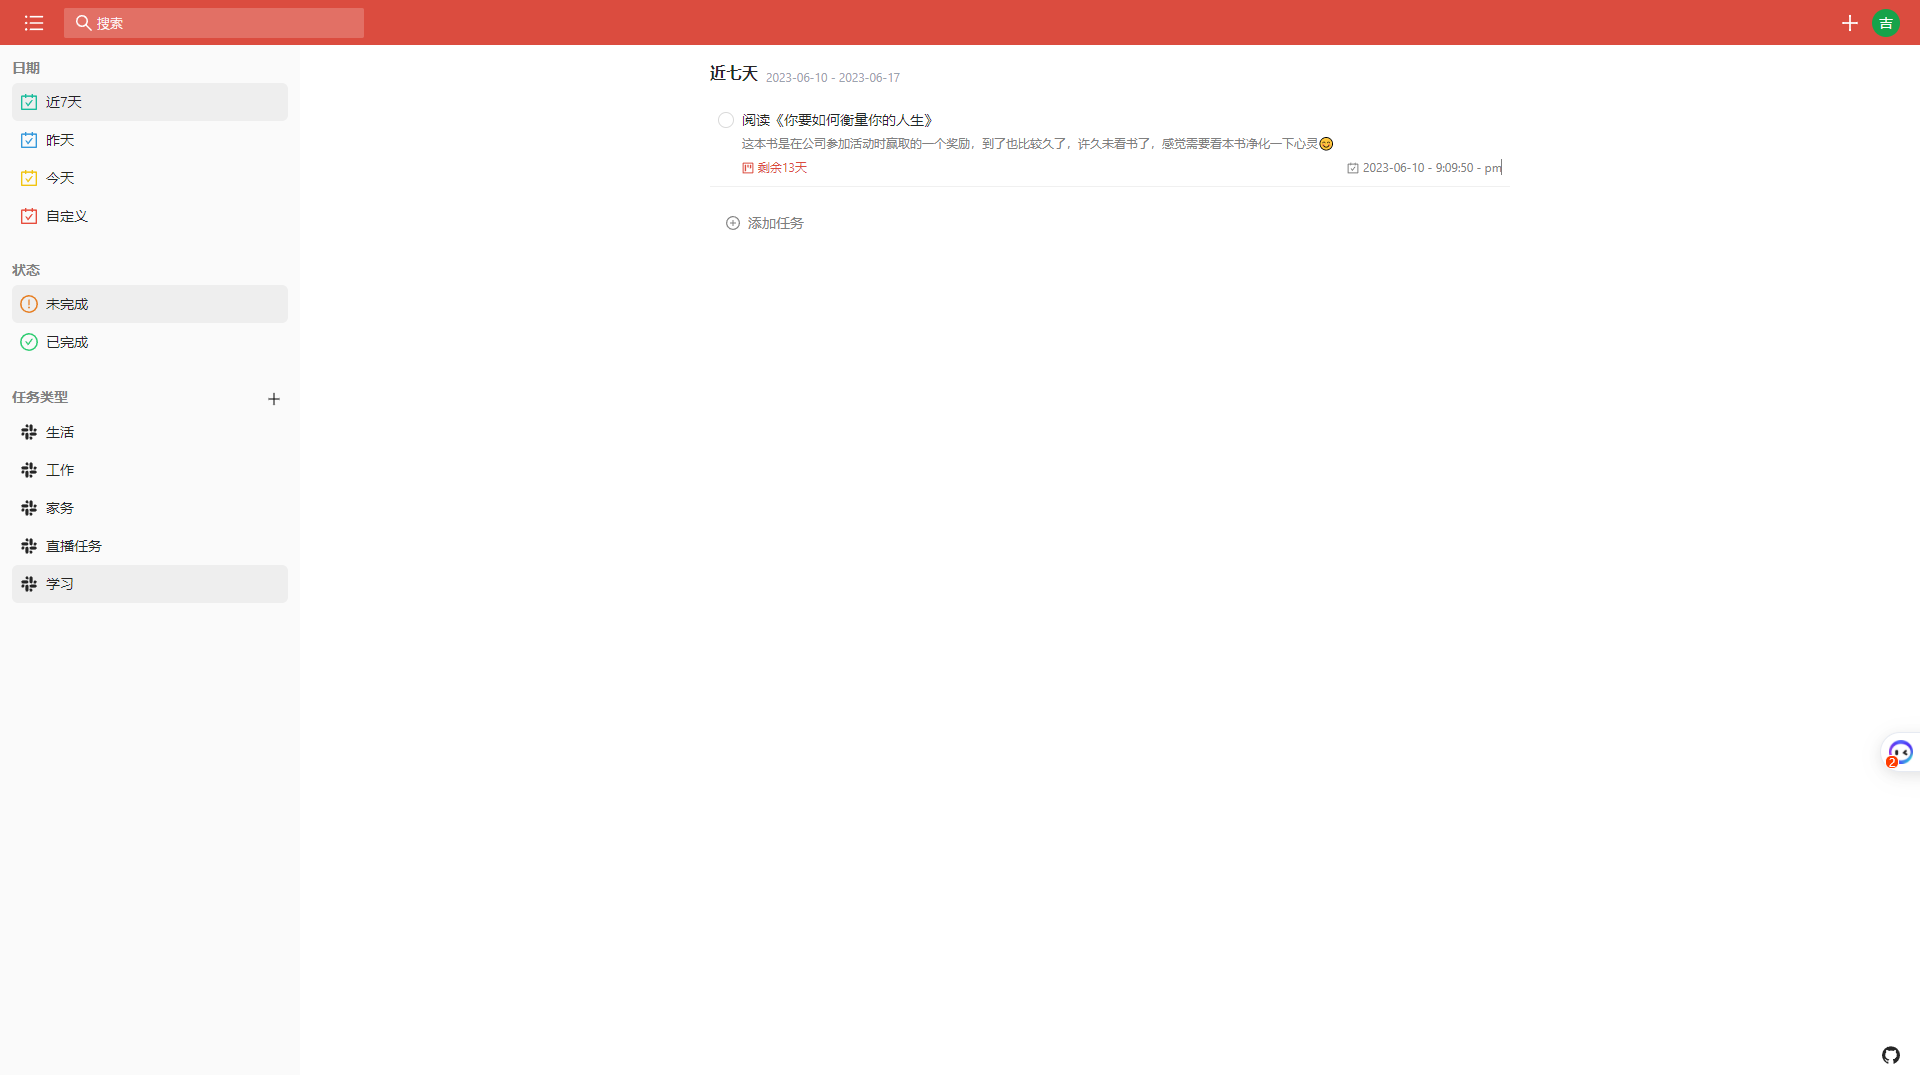 搜索
吉
日期
近7天
昨天
今天
自定义
状态
未完成
已完成
任务类型
生活
工作
家务
直播任务
学习
近七天 2023-06-10 - 2023-06-17
阅读《你要如何衡量你的人生》
这本书是在公司参加活动时赢取的一个奖励，到了也比较久了，许久未看书了，感觉需要看本书净化一下心灵😊
剩余13天 2023-06-10 - 9:09:50 - pm
添加任务
2